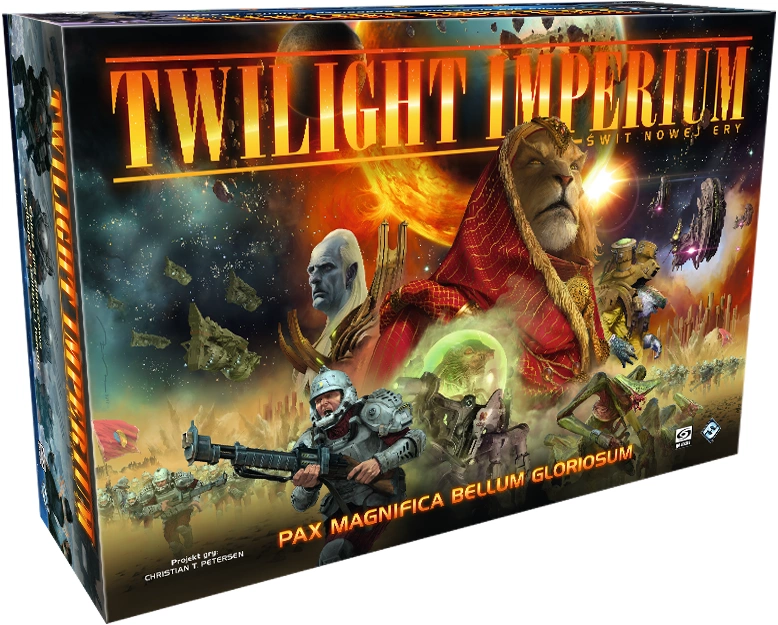 TWILIGHT IMPERIUM
ŚWIT NOWEJ ERY
PAX MAGNIFICA BELLUM GLORIOSUM
Projekt gry:
CHRISTIAN T. PETERSEN
TWILIGHT IMPERIUM